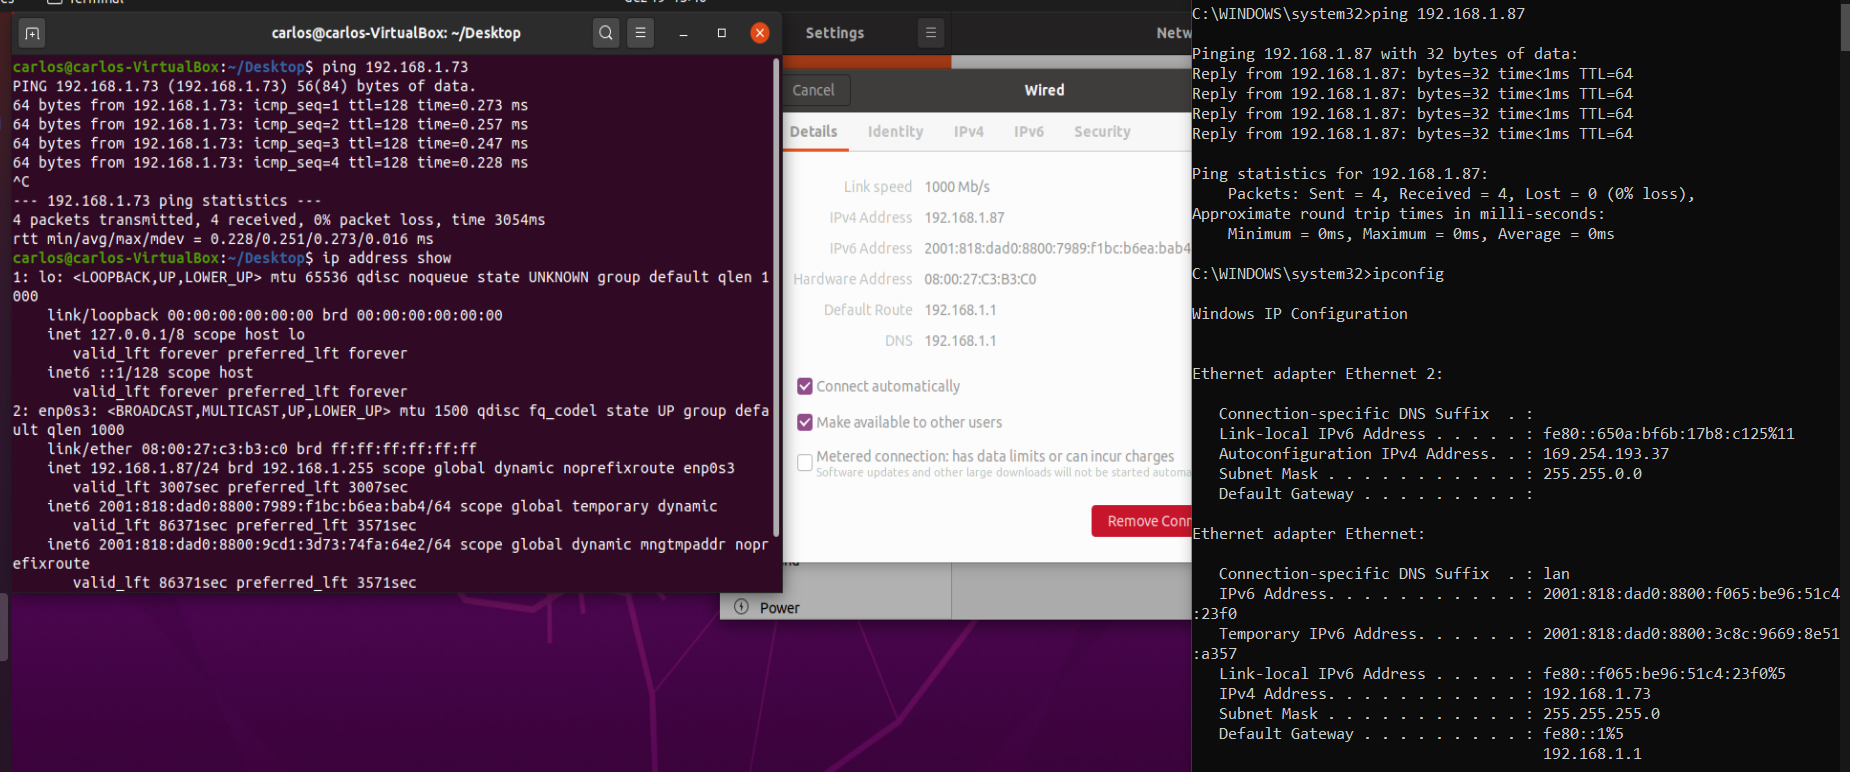 Terminal
carlos@carlos-VirtualBox: ~/Desktop
carlos@carlos-VirtualBox:~/Desktop$ ping 192.168.1.73
PING 192.168.1.73 (192.168.1.73) 56(84) bytes of data.
64 bytes from 192.168.1.73: icmp_seq=1 ttl=128 time=0.273 ms
64 bytes from 192.168.1.73: icmp_seq=2 ttl=128 time=0.257 ms
64 bytes from 192.168.1.73: icmp_seq=3 ttl=128 time=0.247 ms
64 bytes from 192.168.1.73: icmp_seq=4 ttl=128 time=0.228 ms
^C
--- 192.168.1.73 ping statistics ---
4 packets transmitted, 4 received, 0% packet loss, time 3054ms
rtt min/avg/max/mdev = 0.228/0.251/0.273/0.016 ms
carlos@carlos-VirtualBox:~/Desktop$ ip address show
1: lo: <LOOPBACK,UP,LOWER_UP> mtu 65536 qdisc noqueue state UNKNOWN group default qlen 1
000
link/loopback 00:00:00:00:00:00 brd 00:00:00:00:00:00
inet 127.0.0.1/8 scope host lo
valid_lft forever preferred_lft forever
inet6 ::1/128 scope host
valid_lft forever preferred_lft forever
2: enp0s3: <BROADCAST,MULTICAST,UP,LOWER_UP> mtu 1500 qdisc fq_codel state UP group defa
ult qlen 1000
link/ether 08:00:27:c3:b3:c0 brd ff:ff:ff:ff:ff:ff
inet 192.168.1.87/24 brd 192.168.1.255 scope global dynamic noprefixroute enp0s3
valid_lft 3007sec preferred_lft 3007sec
inet6 2001:818:dad0:8800:7989:f1bc:b6ea:bab4/64 scope global temporary dynamic
valid_lft 86371sec preferred_lft 3571sec
inet6 2001:818:dad0:8800:9cd1:3d73:74fa:64e2/64 scope global dynamic mngtmpaddr nopr
efixroute
valid_lft 86371sec preferred_lft 3571sec
Settings
Netw
Cancel
Wired
Details Identity IPv4 IPv6 Security
Link speed 1000 Mb/s
IPv4 Address 192.168.1.87
IPv6 Address 2001:818:dad0:8800:7989:f1bc:b6ea:bab4
Hardware Address 08:00:27:C3:B3:C0
Default Route 192.168.1.1
DNS 192.168.1.1
Connect automatically
Make available to other users
Metered connection: has data limits or can incur charges
Software updates and other large downloads will not be started automa
Remove Conn
Power
C:\WINDOWS\system32>ping 192.168.1.87
Pinging 192.168.1.87 with 32 bytes of data:
Reply from 192.168.1.87: bytes=32 time<1ms TTL=64
Reply from 192.168.1.87: bytes=32 time<1ms TTL=64
Reply from 192.168.1.87: bytes=32 time<1ms TTL=64
Reply from 192.168.1.87: bytes=32 time<1ms TTL=64
Ping statistics for 192.168.1.87:
Packets: Sent = 4, Received = 4, Lost = 0 (0% loss),
Approximate round trip times in milli-seconds:
Minimum = 0ms, Maximum = 0ms, Average = 0ms
C:\WINDOWS\system32>ipconfig
Windows IP Configuration
Ethernet adapter Ethernet 2:
Connection-specific DNS Suffix . :
Link-local IPv6 Address . . . . . : fe80::650a:bf6b:17b8:c125%11
Autoconfiguration IPv4 Address. . : 169.254.193.37
Subnet Mask . . . . . . . . . . . : 255.255.0.0
Default Gateway . . . . . . . . . :
Ethernet adapter Ethernet:
Connection-specific DNS Suffix . : lan
IPv6 Address. . . . . . . . . . . : 2001:818:dad0:8800:f065:be96:51c4
:23f0
Temporary IPv6 Address. . . . . . : 2001:818:dad0:8800:3c8c:9669:8e51
:a357
Link-local IPv6 Address . . . . . : fe80::f065:be96:51c4:23f0%5
IPv4 Address. . . . . . . . . . . : 192.168.1.73
Subnet Mask . . . . . . . . . . . : 255.255.255.0
Default Gateway . . . . . . . . . : fe80::1%5
192.168.1.1